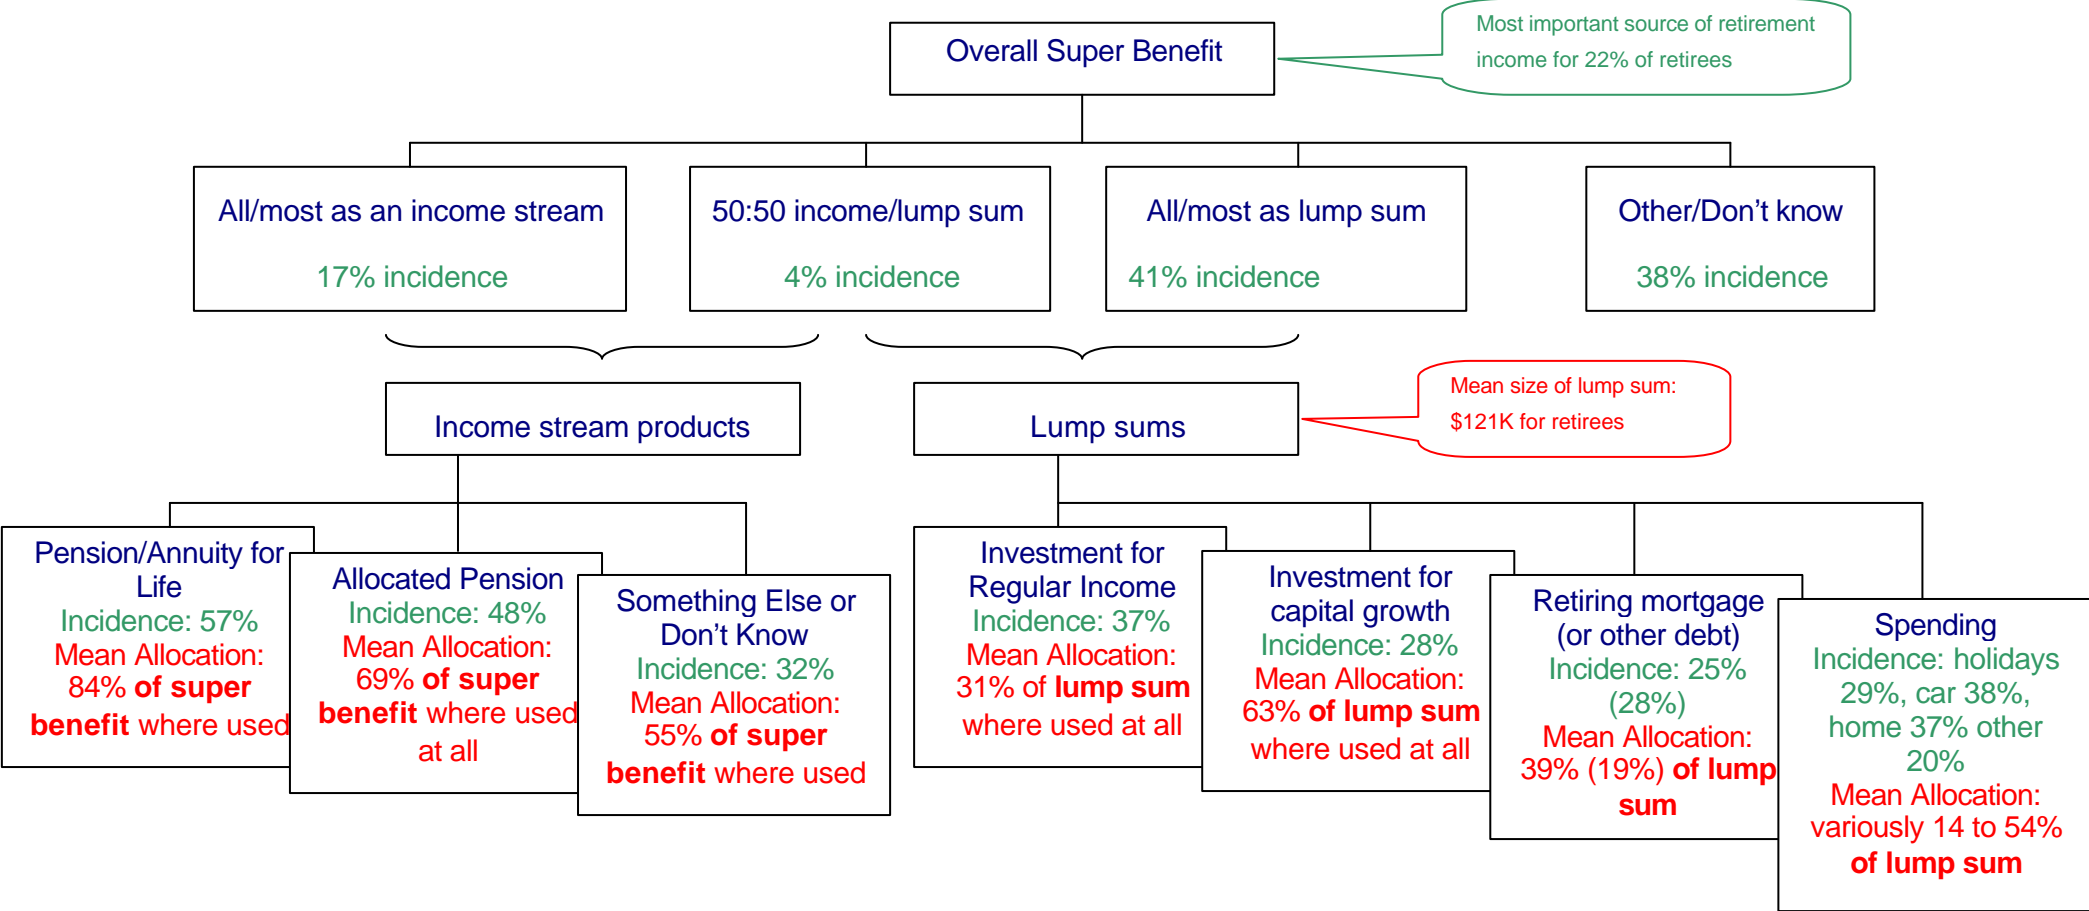 Overall Super Benefit
Most important source of retirement
income for 22% of retirees
All/most as an income stream
17% incidence
50:50 income/lump sum
4% incidence
All/most as lump sum
41% incidence
Other/Don't know
38% incidence
Income stream products
Lump sums
Mean size of lump sum:
$121K for retirees
Pension/Annuity for
Life
Incidence: 57%
Mean Allocation:
84% of super
benefit where used
Allocated Pension
Incidence: 48%
Mean Allocation:
69% of super
benefit where used
at all
Something Else or
Don't Know
Incidence: 32%
Mean Allocation:
55% of super
benefit where used
Investment for
Regular Income
Incidence: 37%
Mean Allocation:
31% of lump sum
where used at all
Investment for
capital growth
Incidence: 28%
Mean Allocation:
63% of lump sum
where used at all
Retiring mortgage
(or other debt)
Incidence: 25%
(28%)
Mean Allocation:
39% (19%) of lump
sum
Spending
Incidence: holidays
29%, car 38%,
home 37% other
20%
Mean Allocation:
variously 14 to 54%
of lump sum